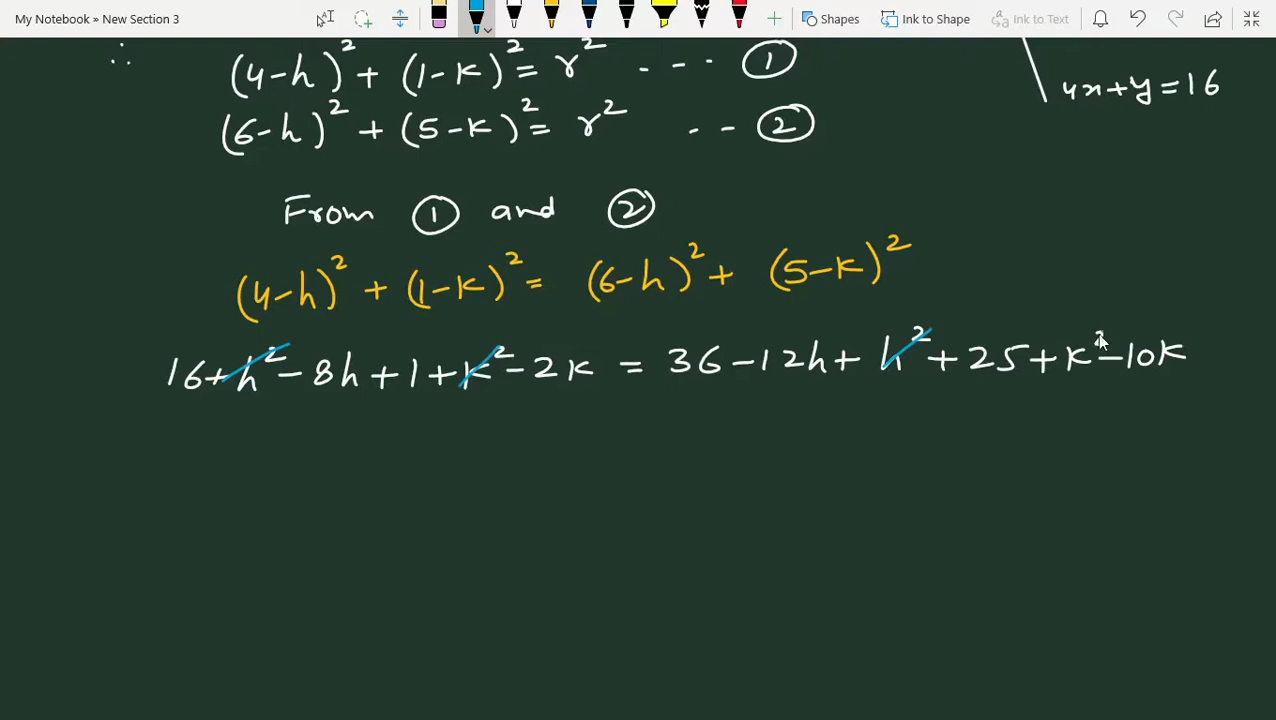 My Notebook » New Section 3
Shapes
Ink to Shape
Ink to Text
16
∴ (4-h)² + (1-k)² = r² --- ①
4x+y=16
(6-h)² + (5-k)² = r² -- ②
From ① and ②
(4-h)² + (1-k)² = (6-h)² + (5-k)²
16+h²-8h+1+k²-2k = 36-12h+h²+25+k²-10k